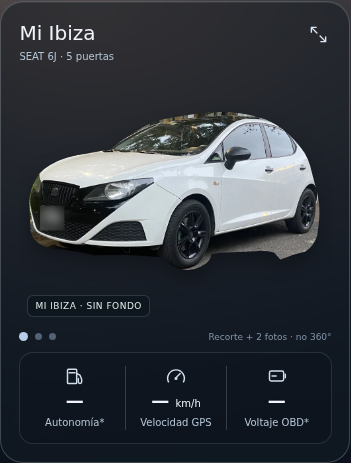 Mi Ibiza
SEAT 6J · 5 puertas
MI IBIZA · SIN FONDO
Recorte + 2 fotos · no 360°
— — km/h —
Autonomía* Velocidad GPS Voltaje OBD*